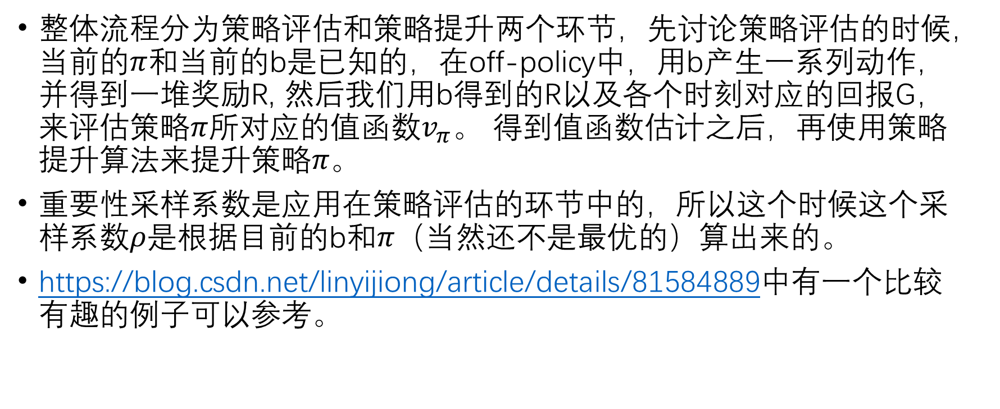 • 整体流程分为策略评估和策略提升两个环节，先讨论策略评估的时候，
当前的π和当前的b是已知的，在off-policy中，用b产生一系列动作，
并得到一堆奖励R, 然后我们用b得到的R以及各个时刻对应的回报G，
来评估策略π所对应的值函数v_π。 得到值函数估计之后，再使用策略
提升算法来提升策略π。
• 重要性采样系数是应用在策略评估的环节中的，所以这个时候这个采
样系数ρ是根据目前的b和π（当然还不是最优的）算出来的。
• https://blog.csdn.net/linyijiong/article/details/81584889中有一个比较
有趣的例子可以参考。